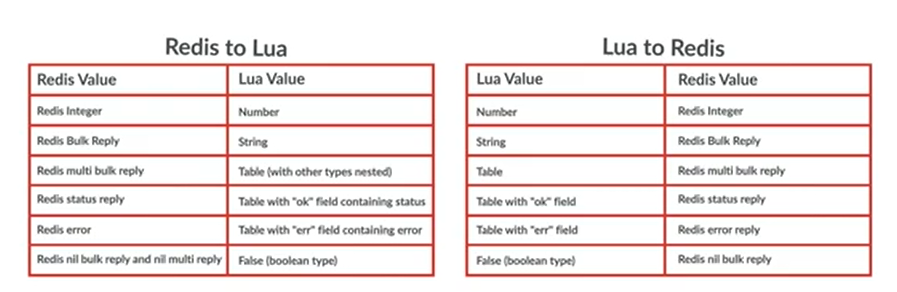 Redis to Lua
Redis Value Lua Value
Redis Integer Number
Redis Bulk Reply String
Redis multi bulk reply Table (with other types nested)
Redis status reply Table with "ok" field containing status
Redis error Table with "err" field containing error
Redis nil bulk reply and nil multi reply False (boolean type)
Lua to Redis
Lua Value Redis Value
Number Redis Integer
String Redis Bulk Reply
Table Redis multi bulk reply
Table with "ok" field Redis status reply
Table with "err" field Redis error reply
False (boolean type) Redis nil bulk reply